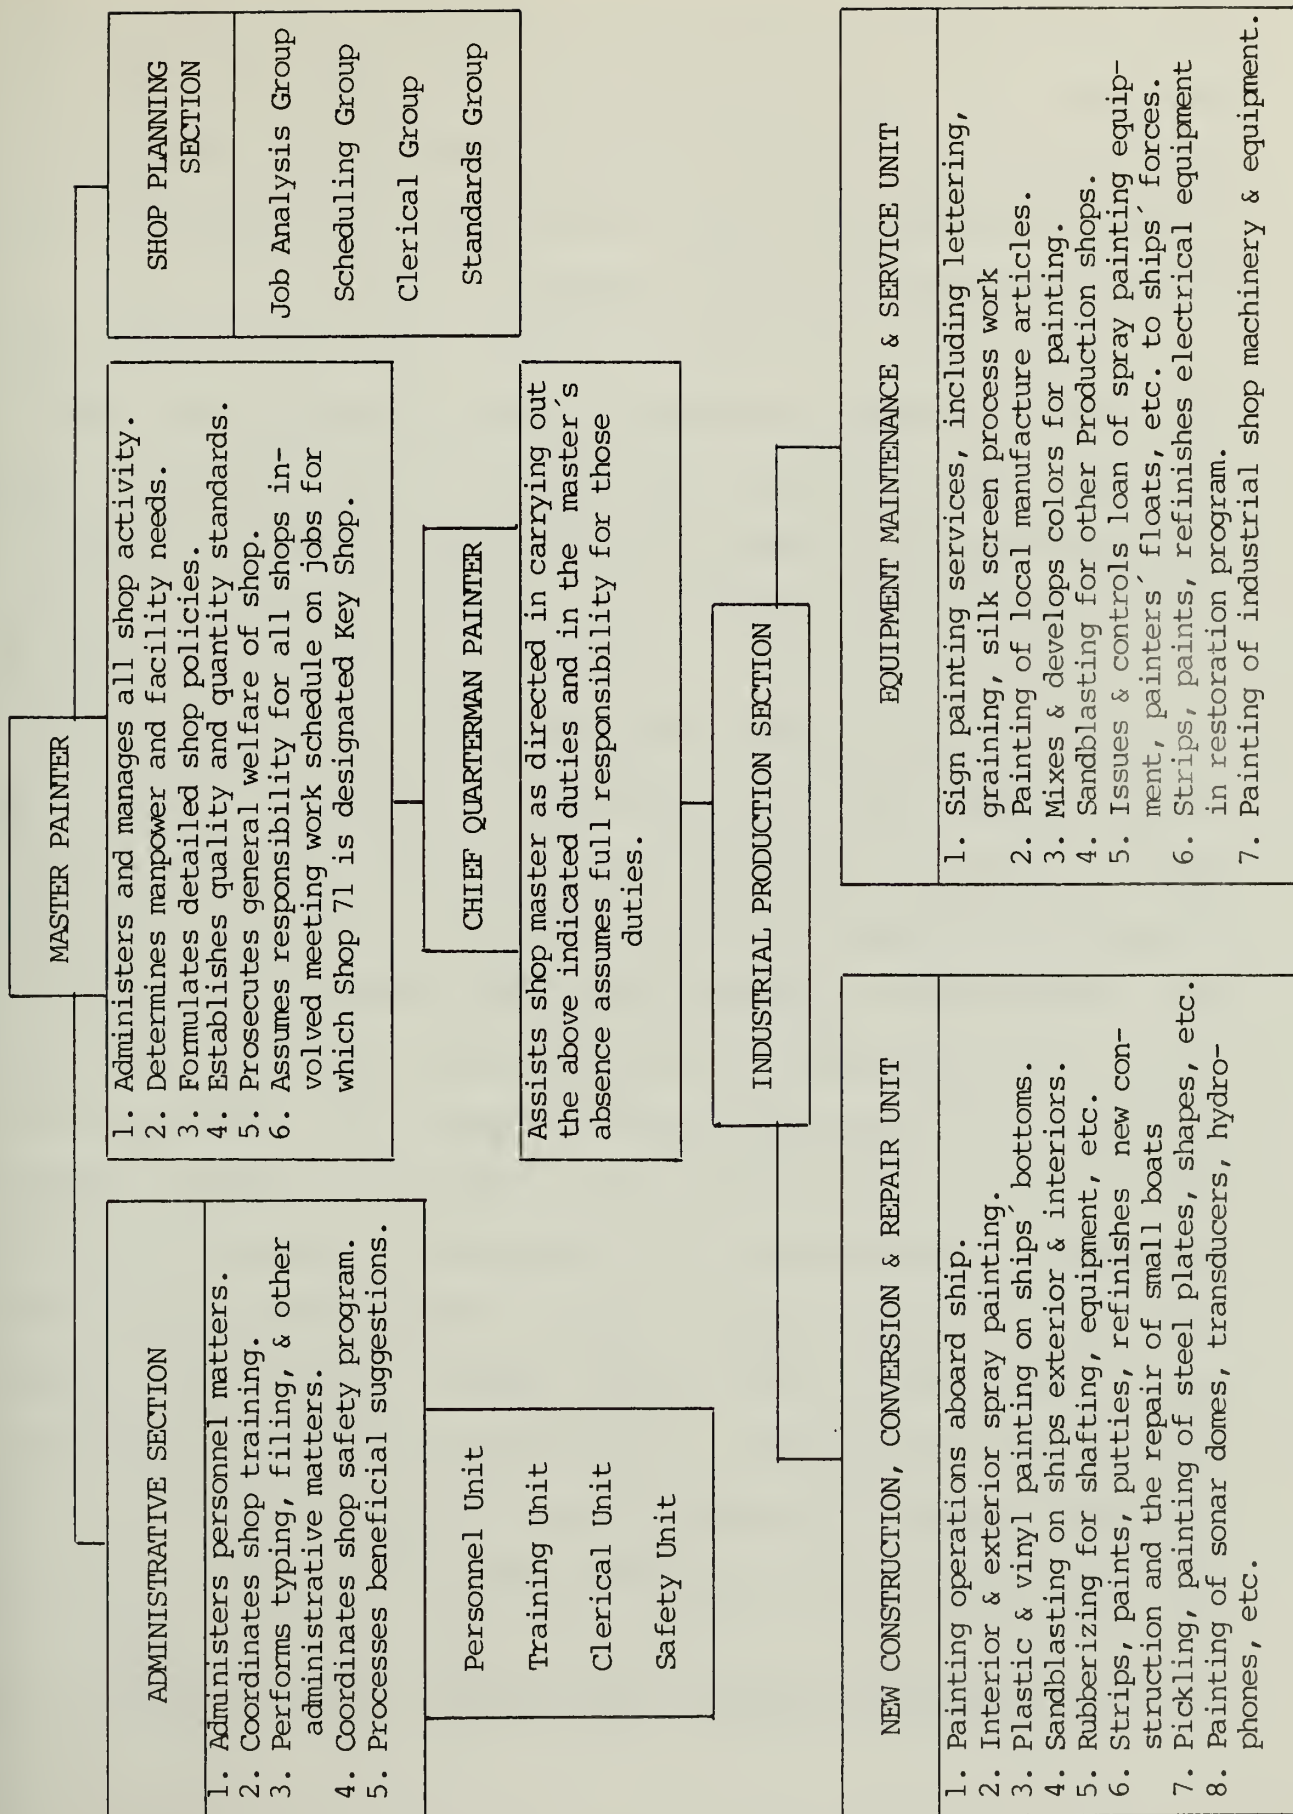 MASTER PAINTER
1. Administers and manages all shop activity.
2. Determines manpower and facility needs.
3. Formulates detailed shop policies.
4. Establishes quality and quantity standards.
5. Prosecutes general welfare of shop.
6. Assumes responsibility for all shops in-
volved meeting work schedule on jobs for
which Shop 71 is designated Key Shop.
ADMINISTRATIVE SECTION
1. Administers personnel matters.
2. Coordinates shop training.
3. Performs typing, filing, & other
administrative matters.
4. Coordinates shop safety program.
5. Processes beneficial suggestions.
Personnel Unit
Training Unit
Clerical Unit
Safety Unit
SHOP PLANNING
SECTION
Job Analysis Group
Scheduling Group
Clerical Group
Standards Group
CHIEF QUARTERMAN PAINTER
Assists shop master as directed in carrying out
the above indicated duties and in the master´s
absence assumes full responsibility for those
duties.
INDUSTRIAL PRODUCTION SECTION
NEW CONSTRUCTION, CONVERSION & REPAIR UNIT
1. Painting operations aboard ship.
2. Interior & exterior spray painting.
3. Plastic & vinyl painting on ships´ bottoms.
4. Sandblasting on ships exterior & interiors.
5. Rubberizing for shafting, equipment, etc.
6. Strips, paints, putties, refinishes new con-
struction and the repair of small boats
7. Pickling, painting of steel plates, shapes, etc.
8. Painting of sonar domes, transducers, hydro-
phones, etc.
EQUIPMENT MAINTENANCE & SERVICE UNIT
1. Sign painting services, including lettering,
graining, silk screen process work
2. Painting of local manufacture articles.
3. Mixes & develops colors for painting.
4. Sandblasting for other Production shops.
5. Issues & controls loan of spray painting equip-
ment, painters´ floats, etc. to ships´ forces.
6. Strips, paints, refinishes electrical equipment
in restoration program.
7. Painting of industrial shop machinery & equipment.